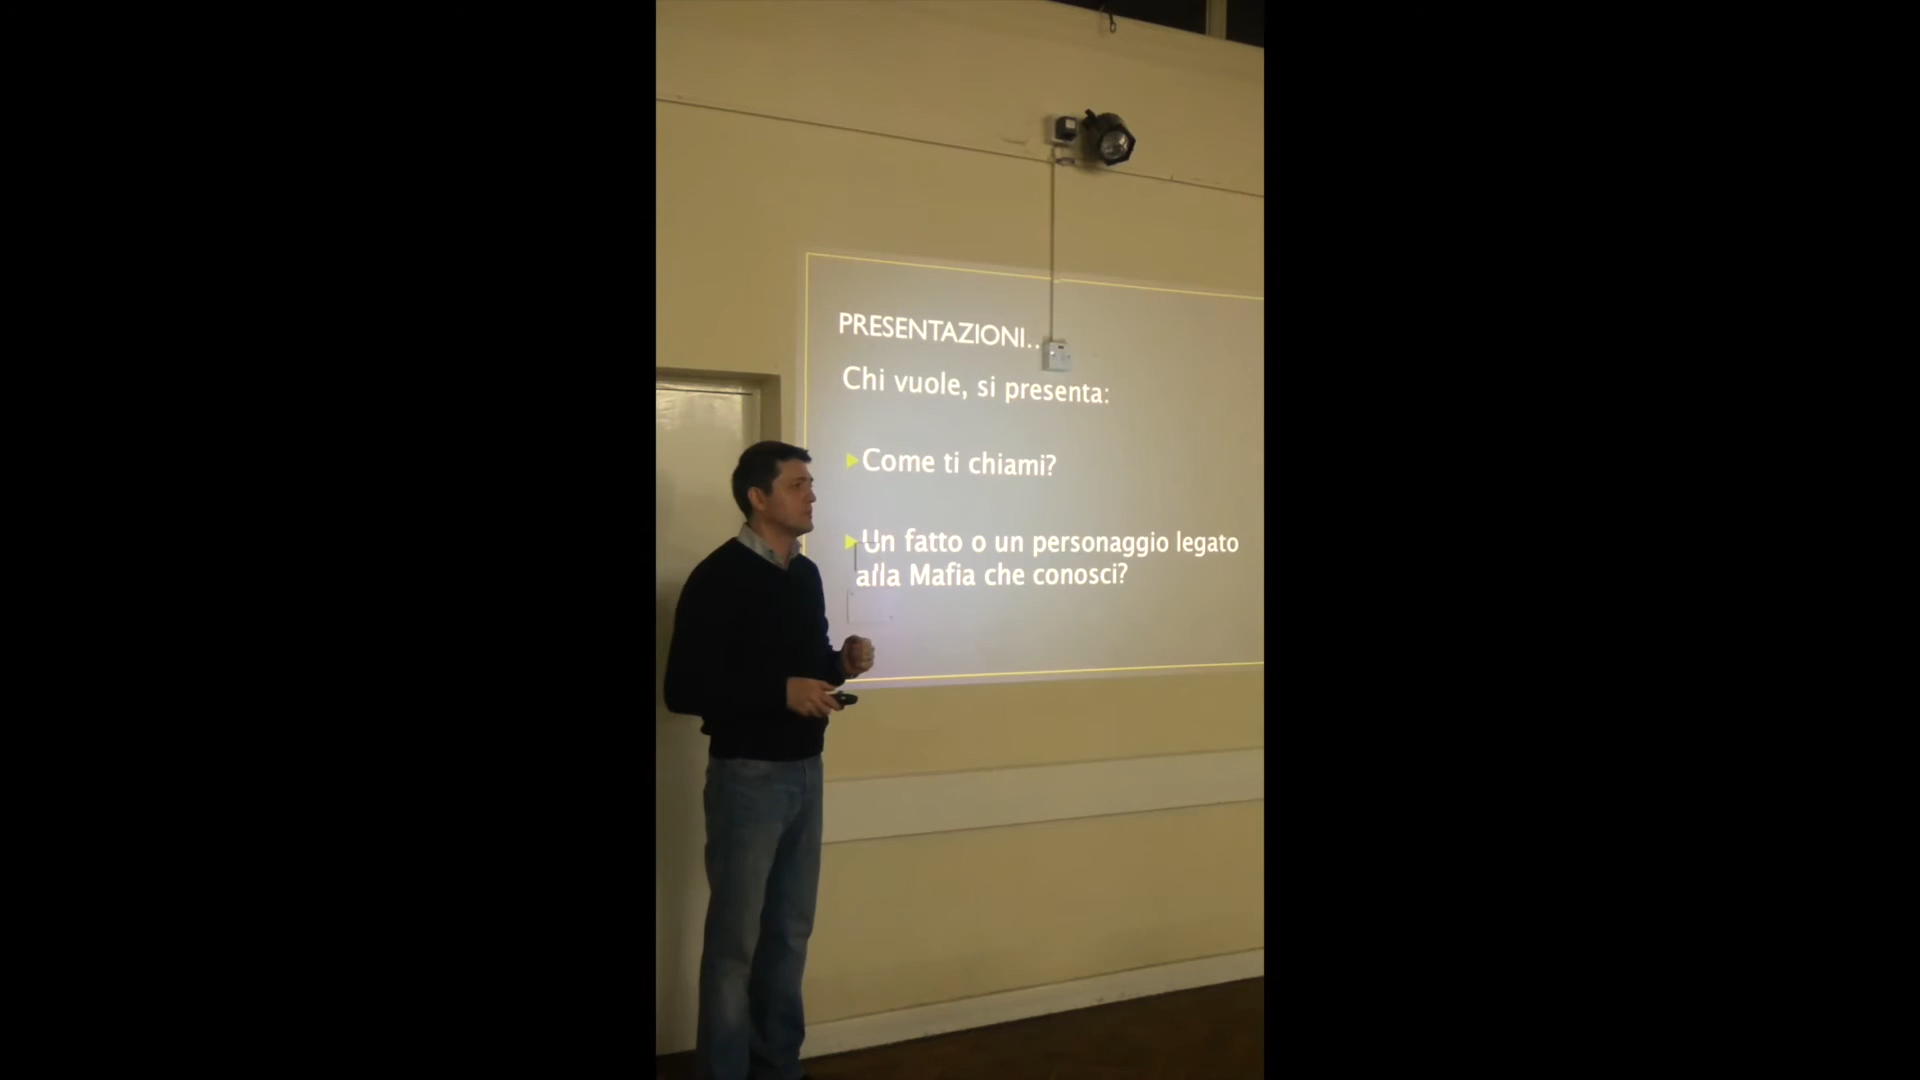 PRESENTAZIONI..
Chi vuole, si presenta:
Come ti chiami?
Un fatto o un personaggio legato
alla Mafia che conosci?